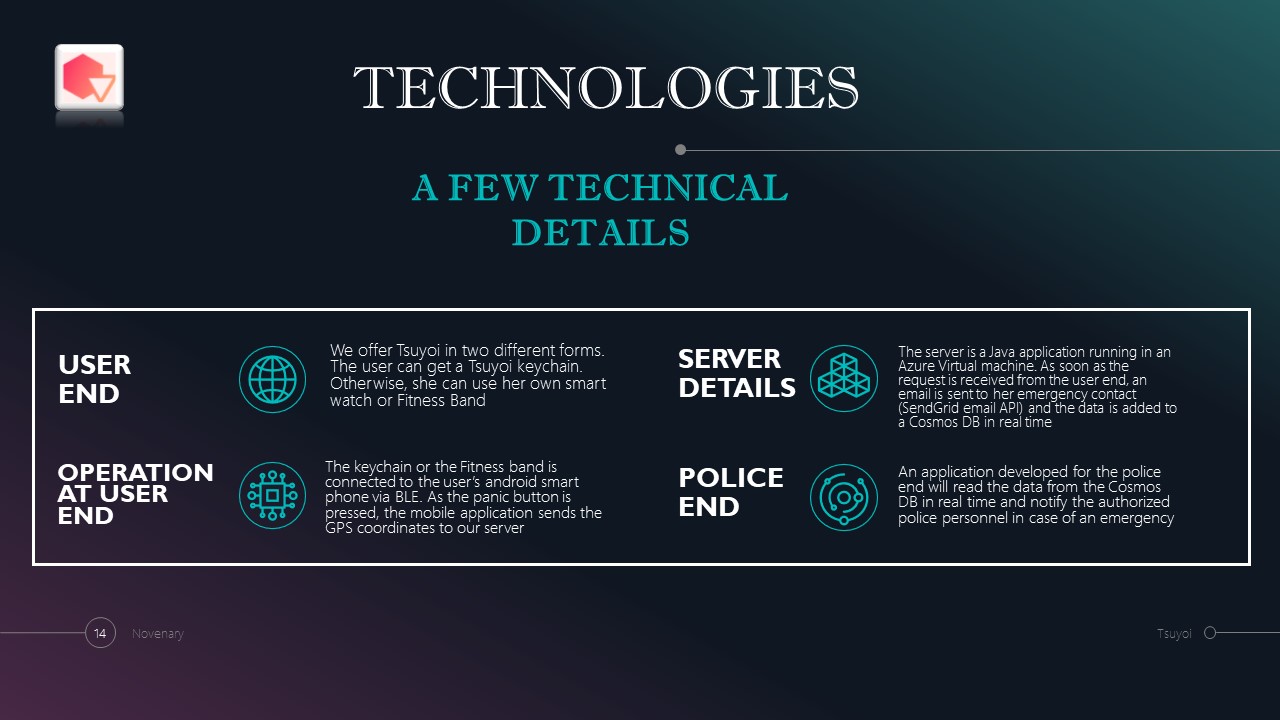 TECHNOLOGIES
A FEW TECHNICAL
DETAILS
USER
END
We offer Tsuyoi in two different forms.
The user can get a Tsuyoi keychain.
Otherwise, she can use her own smart
watch or Fitness Band
SERVER
DETAILS
The server is a Java application running in an
Azure Virtual machine. As soon as the
request is received from the user end, an
email is sent to her emergency contact
(SendGrid email API) and the data is added to
a Cosmos DB in real time
OPERATION
AT USER
END
The keychain or the Fitness band is
connected to the user's android smart
phone via BLE. As the panic button is
pressed, the mobile application sends the
GPS coordinates to our server
POLICE
END
An application developed for the police
end will read the data from the Cosmos
DB in real time and notify the authorized
police personnel in case of an emergency
14
Novenary
Tsuyoi